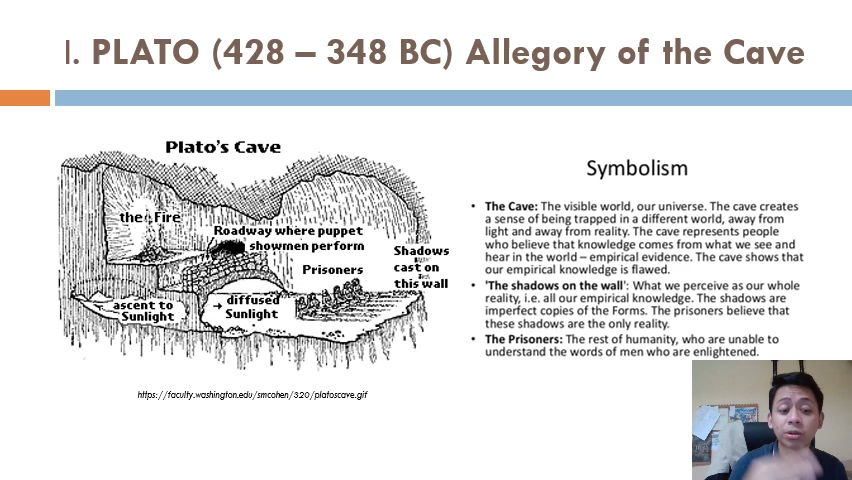 I. PLATO (428 – 348 BC) Allegory of the Cave
Plato's Cave
the Fire
Roadway where puppet
showmen perform
Prisoners
Shadows
cast on
this wall
ascent to
Sunlight
→ diffused
Sunlight
https://faculty.washington.edu/smcohen/320/platoscave.gif
Symbolism
• The Cave: The visible world, our universe. The cave creates
a sense of being trapped in a different world, away from
light and away from reality. The cave represents people
who believe that knowledge comes from what we see and
hear in the world – empirical evidence. The cave shows that
our empirical knowledge is flawed.
• 'The shadows on the wall': What we perceive as our whole
reality, i.e. all our empirical knowledge. The shadows are
imperfect copies of the Forms. The prisoners believe that
these shadows are the only reality.
• The Prisoners: The rest of humanity, who are unable to
understand the words of men who are enlightened.